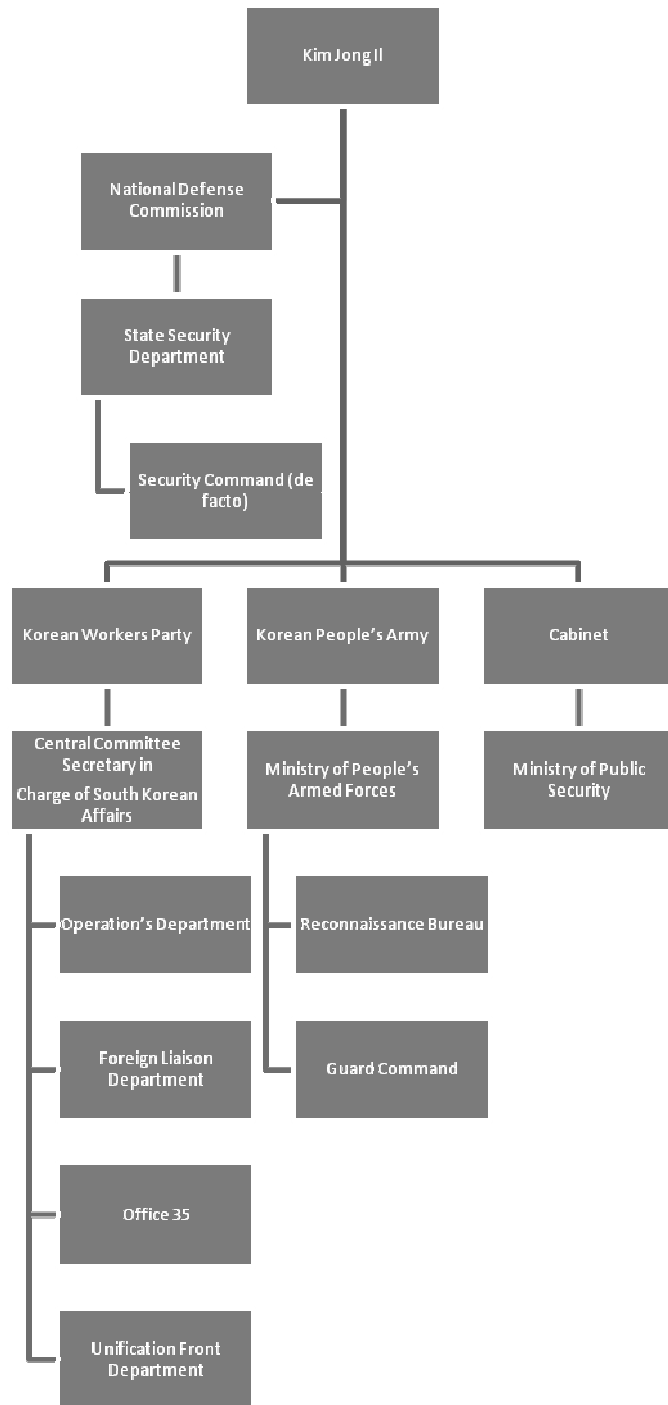 Kim Jong Il
National Defense
Commission
State Security
Department
Security Command (de
facto)
Korean Workers Party
Korean People's Army
Cabinet
Central Committee
Secretary in
Charge of South Korean
Affairs
Ministry of People's
Armed Forces
Ministry of Public
Security
Operation's Department
Reconnaissance Bureau
Foreign Liaison
Department
Guard Command
Office 35
Unification Front
Department